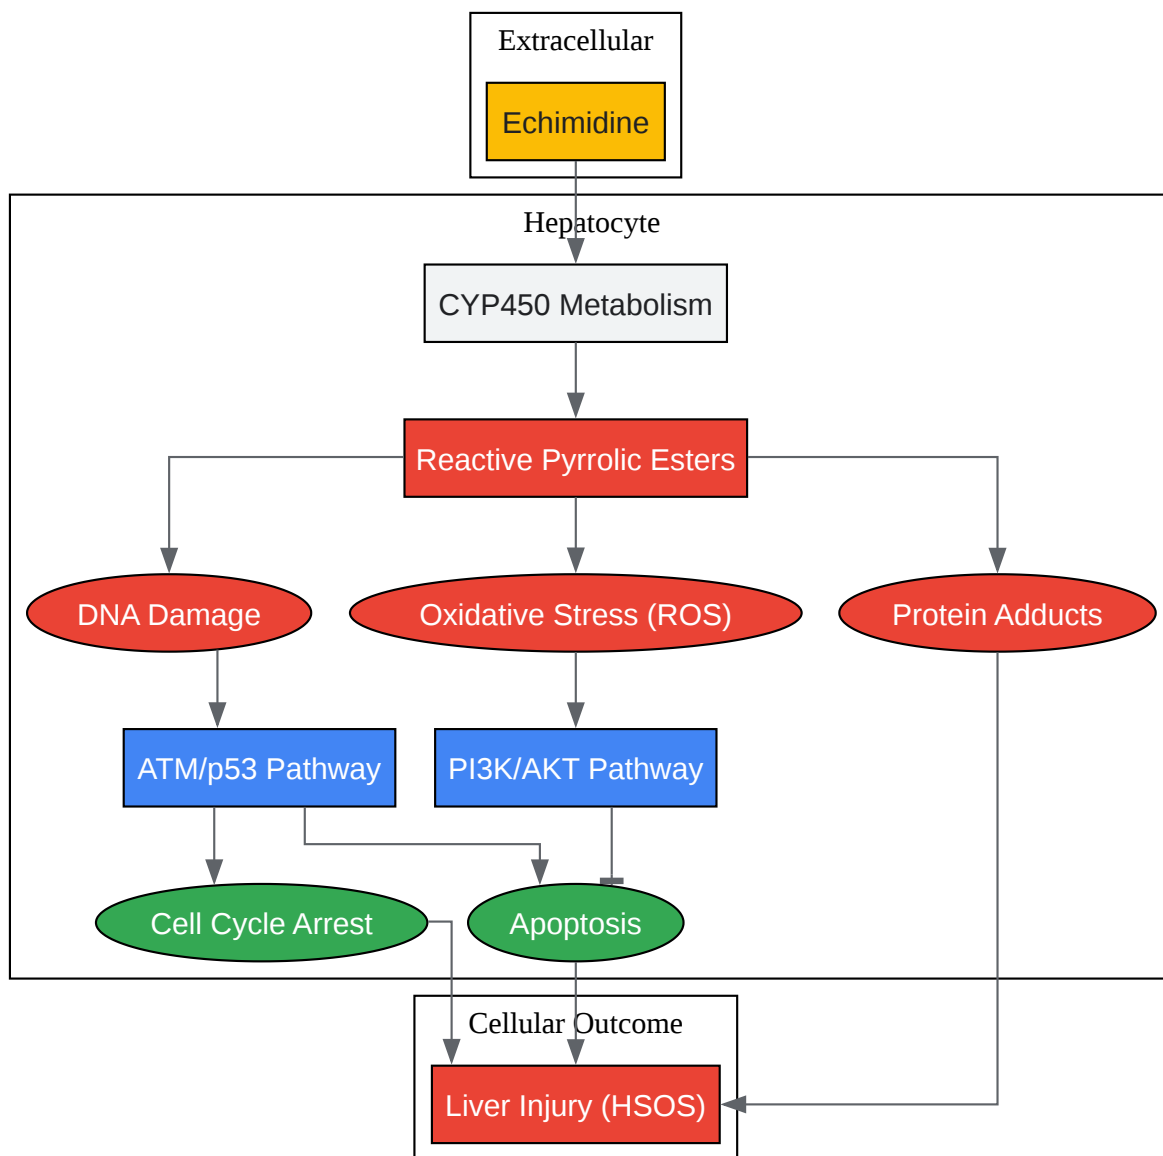 Extracellular
Echimidine
Hepatocyte
CYP450 Metabolism
Reactive Pyrrolic Esters
DNA Damage
Oxidative Stress (ROS)
Protein Adducts
ATM/p53 Pathway
PI3K/AKT Pathway
Cell Cycle Arrest
Apoptosis
Cellular Outcome
Liver Injury (HSOS)